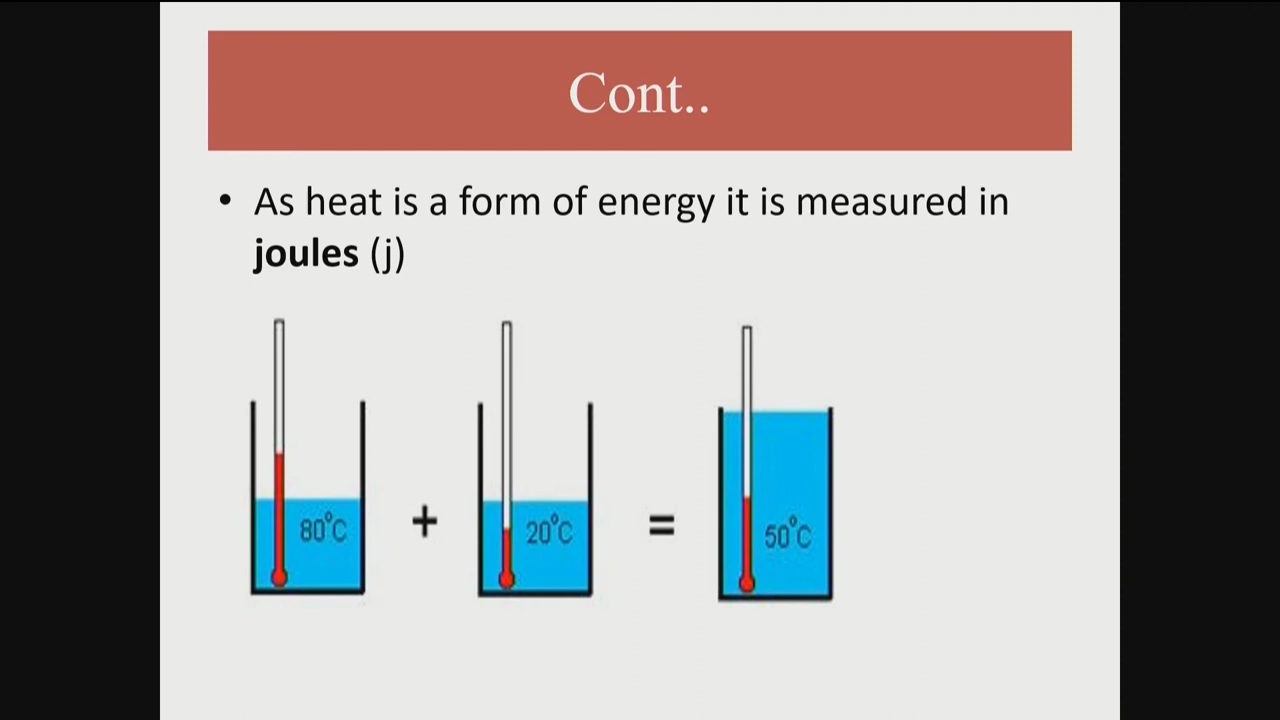 Cont..
• As heat is a form of energy it is measured in
joules (j)
80°C + 20°C = 50°C